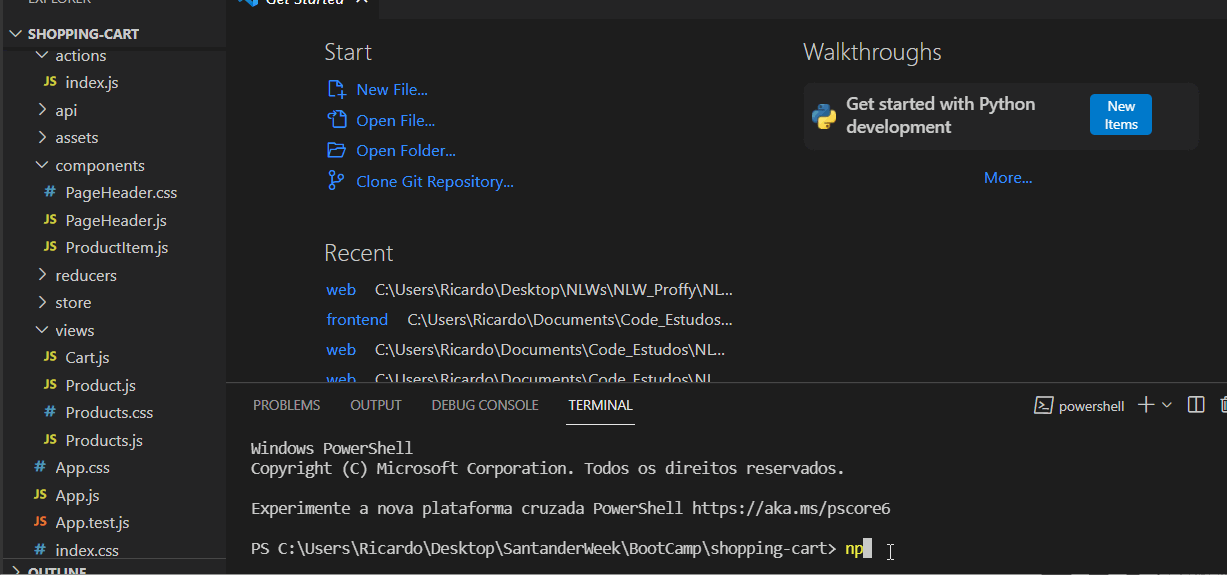 EXPLORER
Get Started
SHOPPING-CART
actions
JS index.js
api
assets
components
# PageHeader.css
JS PageHeader.js
JS ProductItem.js
reducers
store
views
JS Cart.js
JS Product.js
# Products.css
JS Products.js
# App.css
JS App.js
JS App.test.js
# index.css
OUTLINE
Start
New File...
Open File...
Open Folder...
Clone Git Repository...
Recent
web C:\Users\Ricardo\Desktop\NLWs\NLW_Proffy\NL...
frontend C:\Users\Ricardo\Documents\Code_Estudos...
web C:\Users\Ricardo\Documents\Code_Estudos\NL...
web C:\Users\Ricardo\Documents\Code_Estudos\NL
Walkthroughs
Get started with Python
development
New
Items
More...
PROBLEMS OUTPUT DEBUG CONSOLE TERMINAL powershell
Windows PowerShell
Copyright (C) Microsoft Corporation. Todos os direitos reservados.
Experimente a nova plataforma cruzada PowerShell https://aka.ms/pscore6
PS C:\Users\Ricardo\Desktop\SantanderWeek\BootCamp\shopping-cart> np